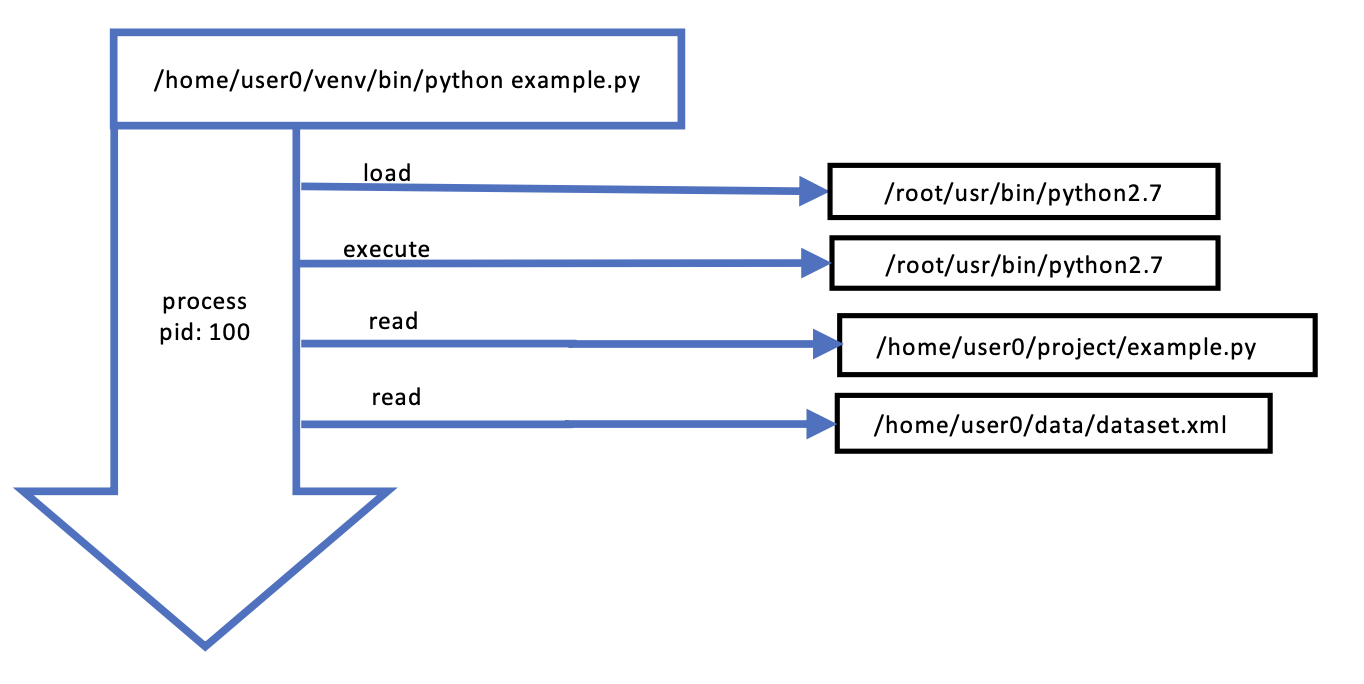 /home/user0/venv/bin/python example.py
load
/root/usr/bin/python2.7
execute
/root/usr/bin/python2.7
process
pid: 100
read
/home/user0/project/example.py
read
/home/user0/data/dataset.xml